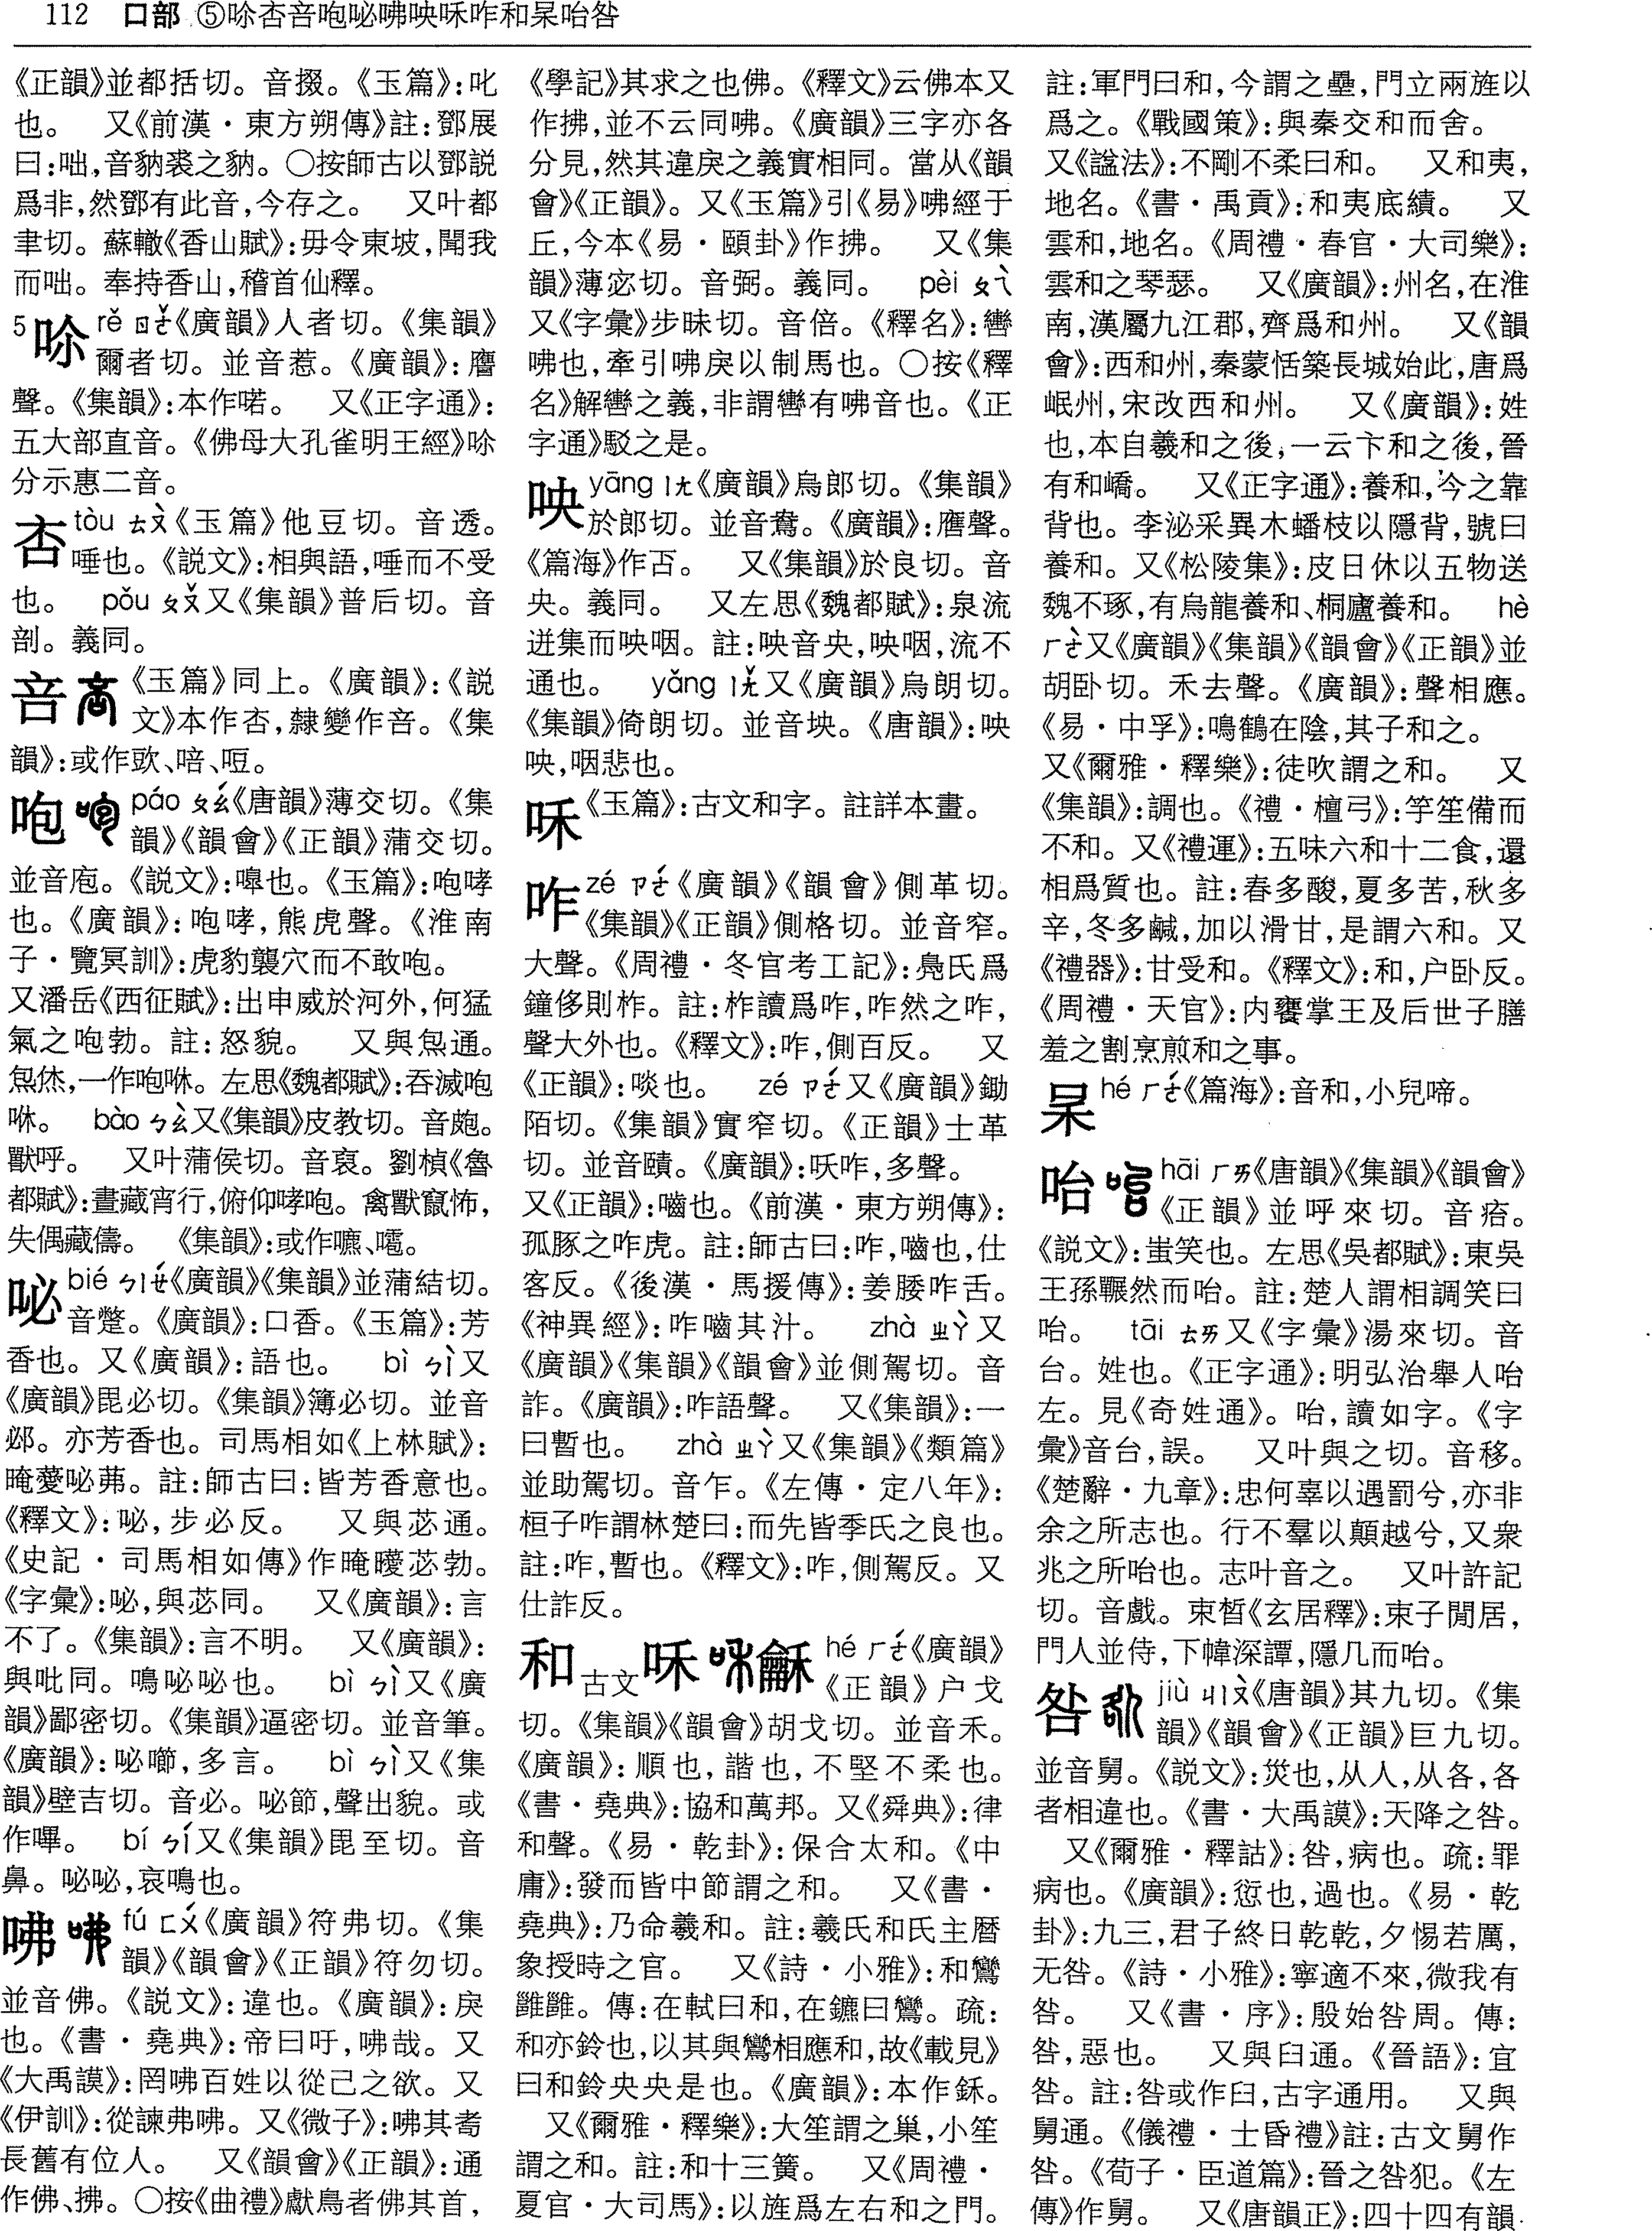 112 口部 ⑤㖠杏咅咆咇咈咉咊咋和呆咍咎
《正韻》並都括切。音掇。《玉篇》:叱
也。 又《前漢·東方朔傳》註:鄧展
曰:咄,音豽裘之豽。〇按師古以鄧説
爲非,然鄧有此音,今存之。 又叶都
聿切。蘇轍《香山賦》:毋令東坡,聞我
而咄。奉持香山,稽首仙釋。
5 rě ㄖㄜˇ《廣韻》人者切。《集韻》
爾者切。並音惹。《廣韻》:譍
聲。《集韻》:本作喏。 又《正字通》:
五大部直音。《佛母大孔雀明王經》
分示惠二音。
tòu ㄊㄡˋ《玉篇》他豆切。音透。
唾也。《説文》:相與語,唾而不受
也。 pǒu ㄆㄡˇ又《集韻》普后切。音
剖。義同。
咅 《玉篇》同上。《廣韻》:《説
文》本作杏,隸變作咅。《集
韻》:或作歕、㖣、哣。
咆 páo ㄆㄠˊ《唐韻》薄交切。《集
韻》《韻會》《正韻》蒲交切。
並音庖。《説文》:嘷也。《玉篇》:咆哮
也。《廣韻》:咆哮,熊虎聲。《淮南
子·覽冥訓》:虎豹襲穴而不敢咆。
又潘岳《西征賦》:出申威於河外,何猛
氣之咆勃。註:怒貌。 又與炰通。
炰烋,一作咆咻。左思《魏都賦》:吞滅咆
咻。 bào ㄅㄠˋ又《集韻》皮教切。音皰。
獸呼。 又叶蒲侯切。音裒。劉楨《魯
都賦》:晝藏宵行,俯仰哮咆。禽獸竄怖,
失偶藏儔。 《集韻》:或作嚈、嚆。
咇 bié ㄅㄧㄝˊ《廣韻》《集韻》並蒲結切。
音蹩。《廣韻》:口香。《玉篇》:芳
香也。又《廣韻》:語也。 bì ㄅㄧˋ又
《廣韻》毘必切。《集韻》簿必切。並音
邲。亦芳香也。司馬相如《上林賦》:
晻薆咇茀。註:師古曰:皆芳香意也。
《釋文》:咇,步必反。 又與苾通。
《史記·司馬相如傳》作晻曖苾勃。
《字彙》:咇,與苾同。 又《廣韻》:言
不了。《集韻》:言不明。 又《廣韻》:
與吡同。鳴咇咇也。 bì ㄅㄧˋ又《廣
韻》鄙密切。《集韻》逼密切。並音筆。
《廣韻》:咇㘉,多言。 bì ㄅㄧˋ又《集
韻》壁吉切。音必。咇節,聲出貌。或
作嗶。 bí ㄅㄧˊ又《集韻》毘至切。音
鼻。咇咇,哀鳴也。
咈 fú ㄈㄨˊ《廣韻》符弗切。《集
韻》《韻會》《正韻》符勿切。
並音佛。《説文》:違也。《廣韻》:戾
也。《書·堯典》:帝曰吁,咈哉。又
《大禹謨》:罔咈百姓以從己之欲。又
《伊訓》:從諫弗咈。又《微子》:咈其耇
長舊有位人。 又《韻會》《正韻》:通
作佛、拂。〇按《曲禮》獻鳥者佛其首,
《學記》其求之也佛。《釋文》云佛本又
作拂,並不云同咈。《廣韻》三字亦各
分見,然其違戾之義實相同。當从《韻
會》《正韻》。又《玉篇》引《易》咈經于
丘,今本《易·頤卦》作拂。 又《集
韻》薄宓切。音弼。義同。 pèi ㄆㄟˋ
又《字彙》步昧切。音倍。《釋名》:轡
咈也,牽引咈戾以制馬也。〇按《釋
名》解轡之義,非謂轡有咈音也。《正
字通》駁之是。
咉 yāng ㄧㄤ《廣韻》烏郎切。《集韻》
於郎切。並音鴦。《廣韻》:譍聲。
《篇海》作㕴。 又《集韻》於良切。音
央。義同。 又左思《魏都賦》:泉流
迸集而咉咽。註:咉音央,咉咽,流不
通也。 yǎng ㄧㄤˇ又《廣韻》烏朗切。
《集韻》倚朗切。並音坱。《唐韻》:咉
咉,咽悲也。
咊 《玉篇》:古文和字。註詳本畫。
咋 zé ㄗㄜˊ《廣韻》《韻會》側革切。
《集韻》《正韻》側格切。並音窄。
大聲。《周禮·冬官考工記》:鳧氏爲
鐘侈則柞。註:柞讀爲咋,咋然之咋,
聲大外也。《釋文》:咋,側百反。 又
《正韻》:啖也。 zé ㄗㄜˊ又《廣韻》鋤
陌切。《集韻》實窄切。《正韻》士革
切。並音賾。《廣韻》:㕭咋,多聲。
又《正韻》:嚙也。《前漢·東方朔傳》:
孤豚之咋虎。註:師古曰:咋,嚙也,仕
客反。《後漢·馬援傳》:萎腇咋舌。
《神異經》:咋嚙其汁。 zhà ㄓㄚˋ又
《廣韻》《集韻》《韻會》並側駕切。音
詐。《廣韻》:咋語聲。 又《集韻》:一
曰暫也。 zhà ㄓㄚˋ又《集韻》《類篇》
並助駕切。音乍。《左傳·定八年》:
桓子咋謂林楚曰:而先皆季氏之良也。
註:咋,暫也。《釋文》:咋,側駕反。又
仕詐反。
和 古文 咊 龢 hé ㄏㄜˊ《廣韻》
《正韻》户戈
切。《集韻》《韻會》胡戈切。並音禾。
《廣韻》:順也,諧也,不堅不柔也。
《書·堯典》:協和萬邦。又《舜典》:律
和聲。《易·乾卦》:保合太和。《中
庸》:發而皆中節謂之和。 又《書·
堯典》:乃命羲和。註:羲氏和氏主曆
象授時之官。 又《詩·小雅》:和鸞
雝雝。傳:在軾曰和,在鑣曰鸞。疏:
和亦鈴也,以其與鸞相應和,故《載見》
曰和鈴央央是也。《廣韻》:本作鉌。
又《爾雅·釋樂》:大笙謂之巢,小笙
謂之和。註:和十三簧。 又《周禮·
夏官·大司馬》:以旌爲左右和之門。
註:軍門曰和,今謂之壘,門立兩旌以
爲之。《戰國策》:與秦交和而舍。
又《諡法》:不剛不柔曰和。 又和夷,
地名。《書·禹貢》:和夷底績。 又
雲和,地名。《周禮·春官·大司樂》:
雲和之琴瑟。 又《廣韻》:州名,在淮
南,漢屬九江郡,齊爲和州。 又《韻
會》:西和州,秦蒙恬築長城始此,唐爲
岷州,宋改西和州。 又《廣韻》:姓
也,本自羲和之後,一云卞和之後,晉
有和嶠。 又《正字通》:養和,今之靠
背也。李泌采異木蟠枝以隱背,號曰
養和。又《松陵集》:皮日休以五物送
魏不琢,有烏龍養和、桐廬養和。 hè
ㄏㄜˋ又《廣韻》《集韻》《韻會》《正韻》並
胡卧切。禾去聲。《廣韻》:聲相應。
《易·中孚》:鳴鶴在陰,其子和之。
又《爾雅·釋樂》:徒吹謂之和。 又
《集韻》:調也。《禮·檀弓》:竽笙備而
不和。又《禮運》:五味六和十二食,還
相爲質也。註:春多酸,夏多苦,秋多
辛,冬多鹹,加以滑甘,是謂六和。又
《禮器》:甘受和。《釋文》:和,户卧反。
《周禮·天官》:内饔掌王及后世子膳
羞之割烹煎和之事。
呆 hé ㄏㄜˊ《篇海》:音和,小兒啼。
咍 hāi ㄏㄞ《唐韻》《集韻》《韻會》
《正韻》並呼來切。音㾂。
《説文》:蚩笑也。左思《吳都賦》:東吳
王孫囅然而咍。註:楚人謂相調笑曰
咍。 tāi ㄊㄞ又《字彙》湯來切。音
台。姓也。《正字通》:明弘治舉人咍
左。見《奇姓通》。咍,讀如字。《字
彙》音台,誤。 又叶與之切。音移。
《楚辭·九章》:忠何辜以遇罰兮,亦非
余之所志也。行不羣以顛越兮,又衆
兆之所咍也。志叶音之。 又叶許記
切。音戲。束皙《玄居釋》:束子閒居,
門人並侍,下幃深譚,隱几而咍。
咎 jiù ㄐㄧㄡˋ《唐韻》其九切。《集
韻》《韻會》《正韻》巨九切。
並音舅。《説文》:災也,从人,从各,各
者相違也。《書·大禹謨》:天降之咎。
又《爾雅·釋詁》:咎,病也。疏:罪
病也。《廣韻》:愆也,過也。《易·乾
卦》:九三,君子終日乾乾,夕惕若厲,
无咎。《詩·小雅》:寧適不來,微我有
咎。 又《書·序》:殷始咎周。傳:
咎,惡也。 又與臼通。《晉語》:宜
咎。註:咎或作臼,古字通用。 又與
舅通。《儀禮·士昏禮》註:古文舅作
咎。《荀子·臣道篇》:晉之咎犯。《左
傳》作舅。 又《唐韻正》:四十四有韻